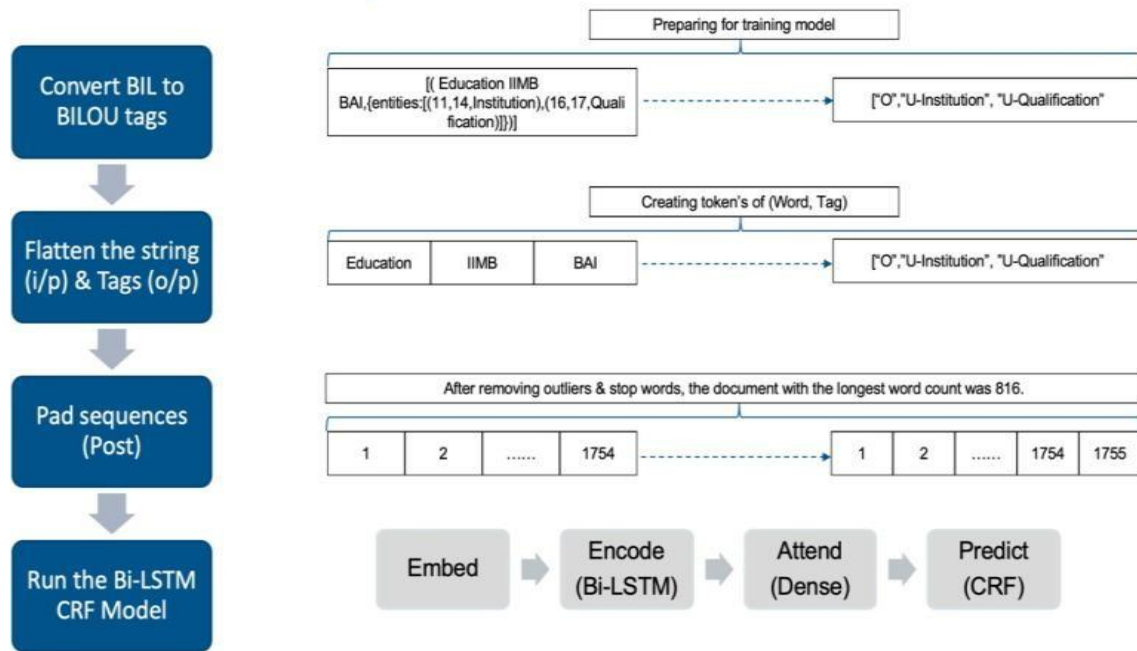 Convert BIL to
BILOU tags
Preparing for training model
[( Education IIMB
BAI,{entities:[(11,14,Institution),(16,17,Quali
fication)]})]
["O","U-Institution", "U-Qualification"
Flatten the string
(i/p) & Tags (o/p)
Creating token's of (Word, Tag)
Education IIMB BAI
["O","U-Institution", "U-Qualification"
Pad sequences
(Post)
After removing outliers & stop words, the document with the longest word count was 816.
1 2 ...... 1754
1 2 ...... 1754 1755
Run the Bi-LSTM
CRF Model
Embed
Encode
(Bi-LSTM)
Attend
(Dense)
Predict
(CRF)